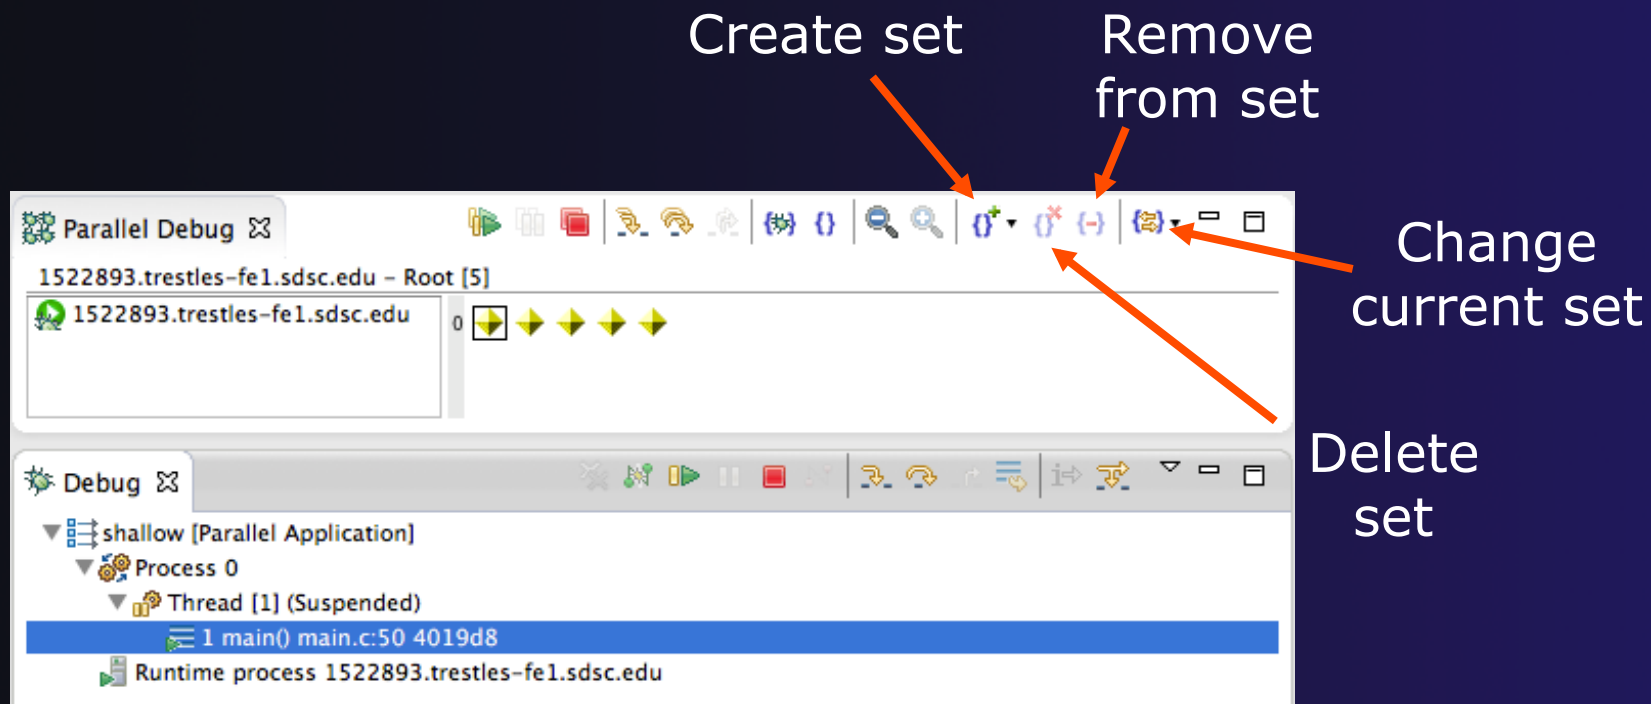 Create set
Remove
from set
Parallel Debug
1522893.trestles-fe1.sdsc.edu - Root [5]
1522893.trestles-fe1.sdsc.edu
0
Change
current set
Delete
set
Debug
shallow [Parallel Application]
Process 0
Thread [1] (Suspended)
1 main() main.c:50 4019d8
Runtime process 1522893.trestles-fe1.sdsc.edu